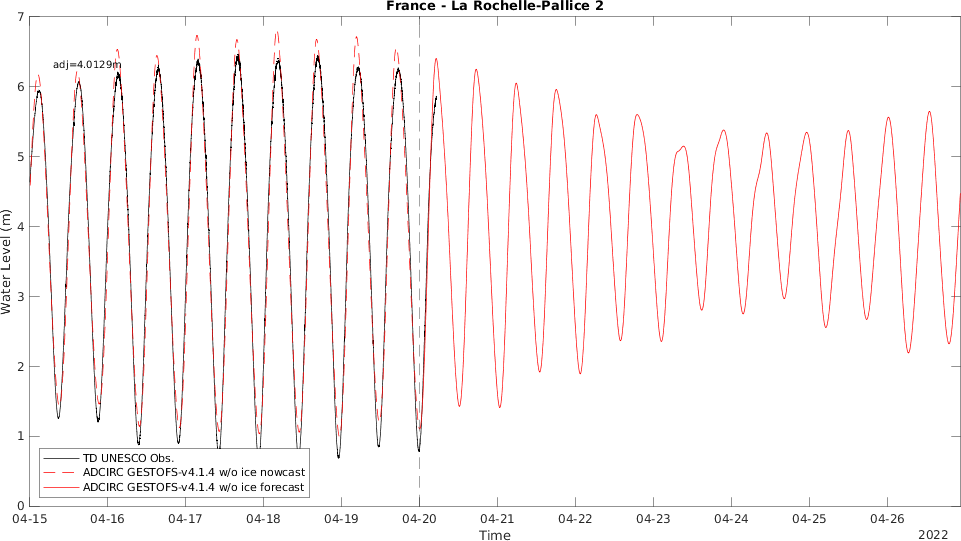 France - La Rochelle-Pallice 2
adj=4.0129m
Water Level (m)
7
6
5
4
3
2
1
0
TD UNESCO Obs.
ADCIRC GESTOFS-v4.1.4 w/o ice nowcast
ADCIRC GESTOFS-v4.1.4 w/o ice forecast
04-15 04-16 04-17 04-18 04-19 04-20 04-21 04-22 04-23 04-24 04-25 04-26
Time
2022